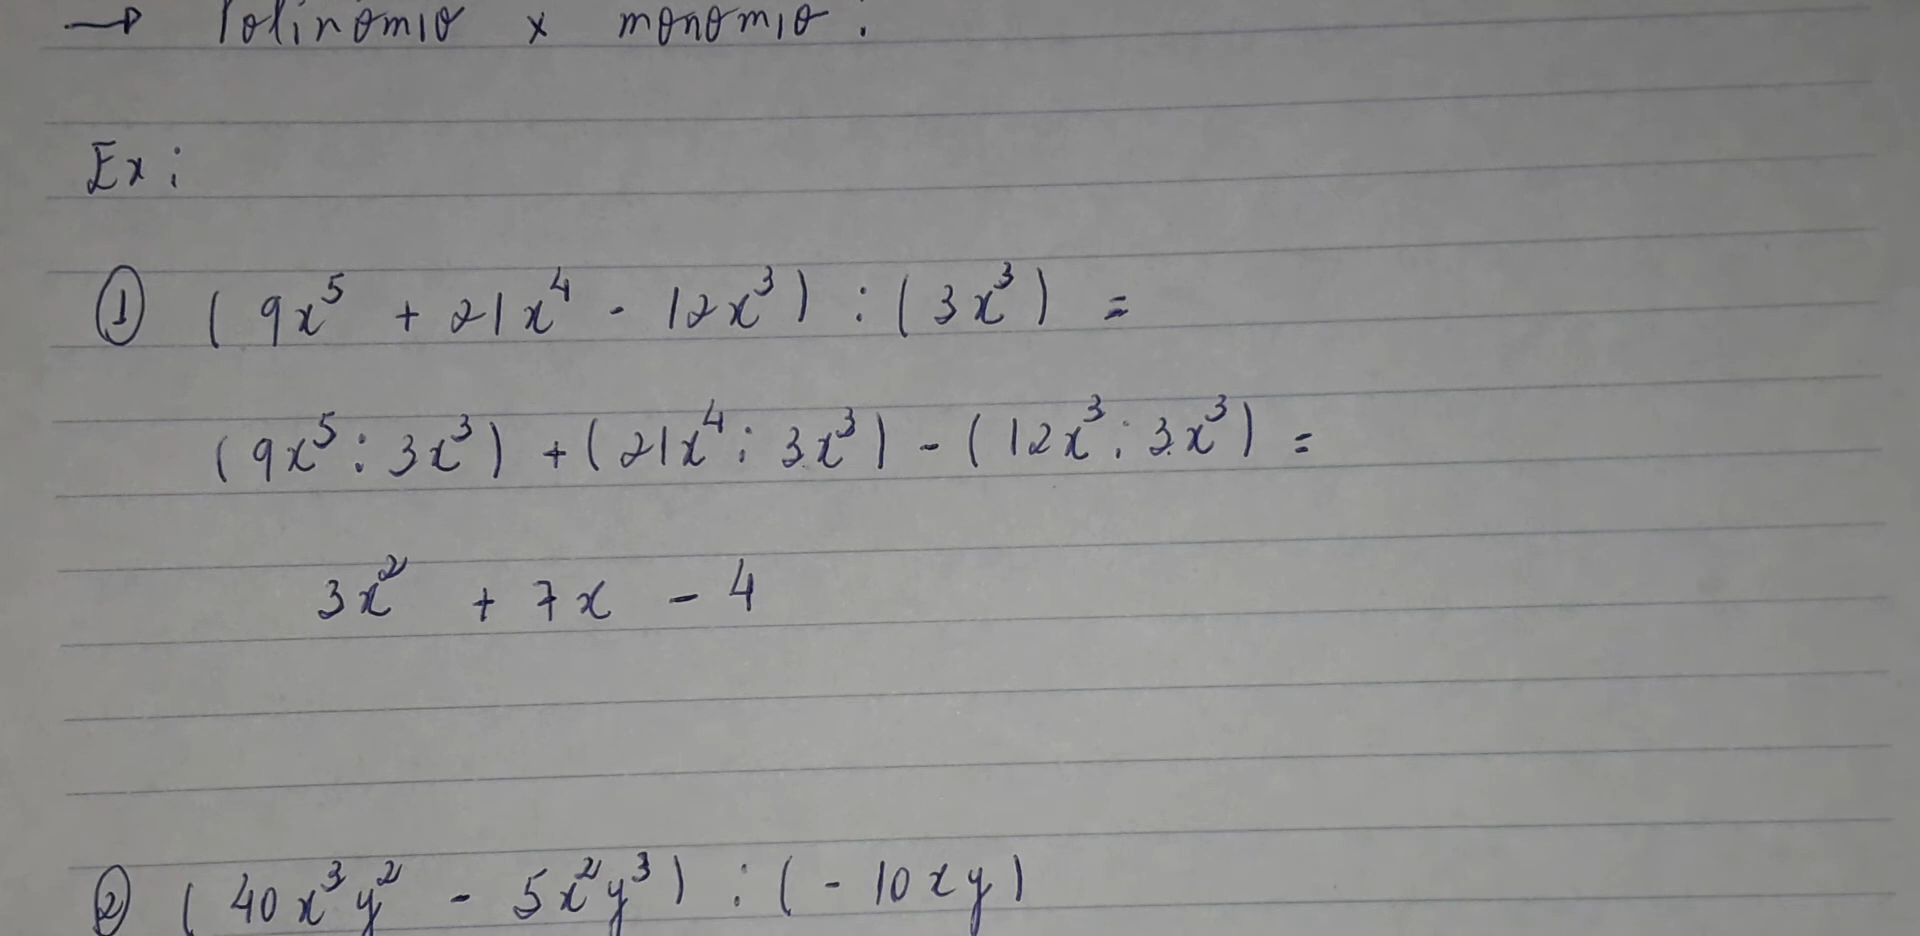 → Polinômio x monomio.
Ex:
① (9x⁵ + 21x⁴ - 12x³) : (3x³) =
(9x⁵ : 3x³) + (21x⁴ : 3x³) - (12x³ : 3x³) =
3x² + 7x - 4
② (40x³y² - 5x²y³) : (-10xy)